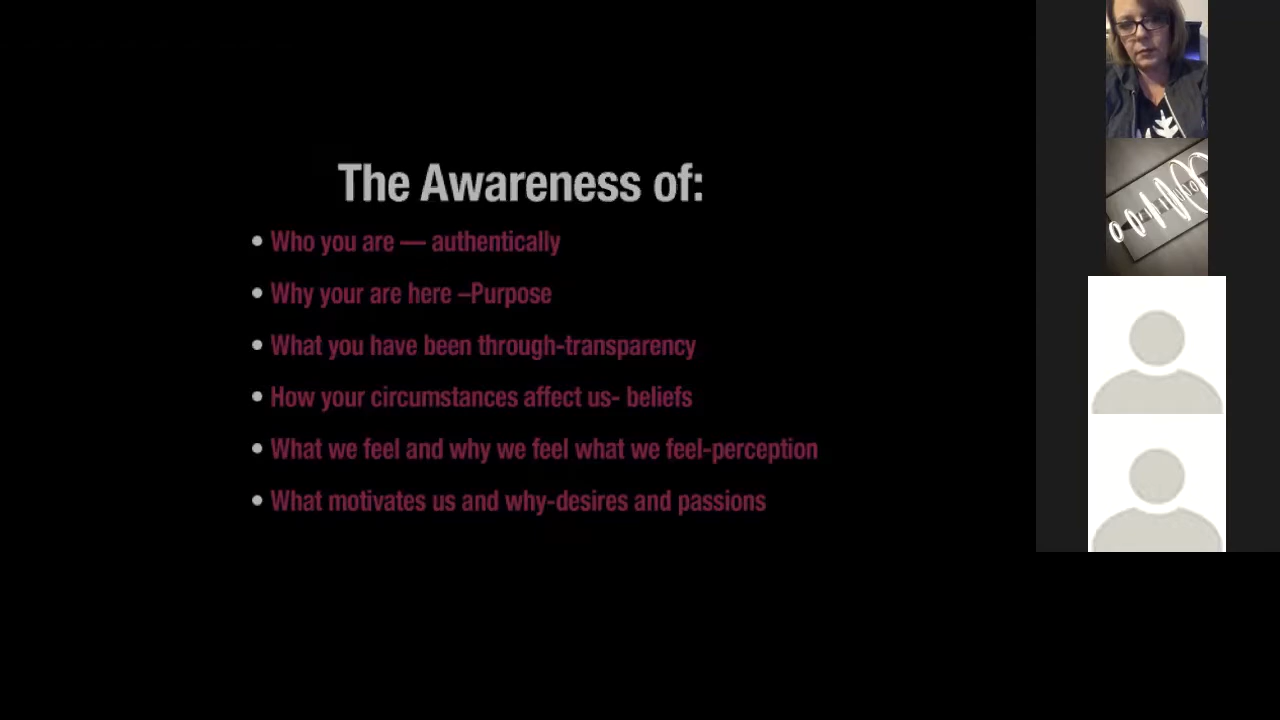 The Awareness of:
• Who you are — authentically
• Why your are here –Purpose
• What you have been through-transparency
• How your circumstances affect us- beliefs
• What we feel and why we feel what we feel-perception
• What motivates us and why-desires and passions